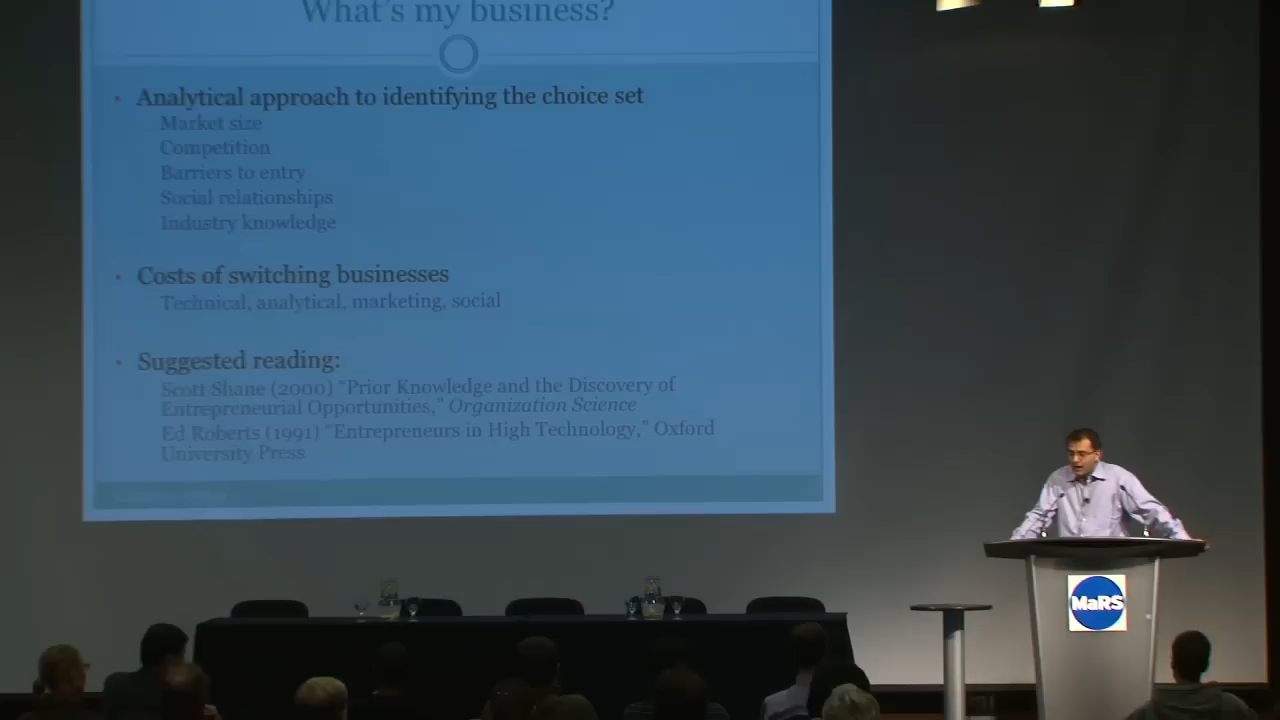 What's my business?
• Analytical approach to identifying the choice set
Market size
Competition
Barriers to entry
Social relationships
Industry knowledge
• Costs of switching businesses
Technical, analytical, marketing, social
• Suggested reading:
Scott Shane (2000) “Prior Knowledge and the Discovery of
Entrepreneurial Opportunities,” Organization Science
Ed Roberts (1991) “Entrepreneurs in High Technology,” Oxford
University Press
MaRS